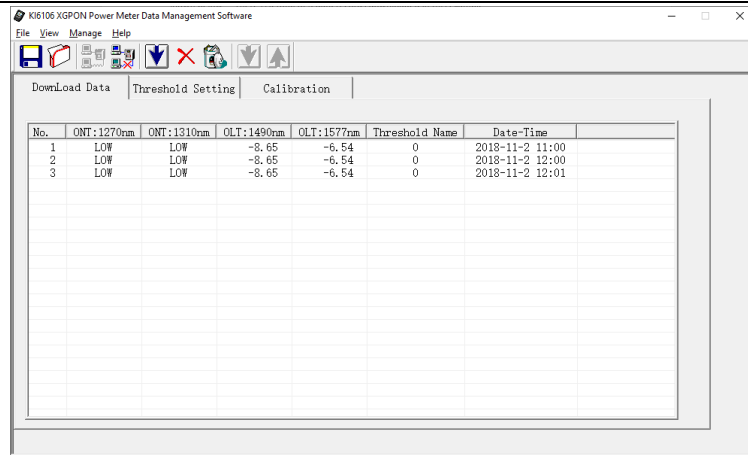 KI6106 XGPON Power Meter Data Management Software
File View Manage Help
DownLoad Data Threshold Setting Calibration
No. ONT:1270nm ONT:1310nm OLT:1490nm OLT:1577nm Threshold Name Date-Time
1 LOW LOW -8.65 -6.54 0 2018-11-2 11:00
2 LOW LOW -8.65 -6.54 0 2018-11-2 12:00
3 LOW LOW -8.65 -6.54 0 2018-11-2 12:01